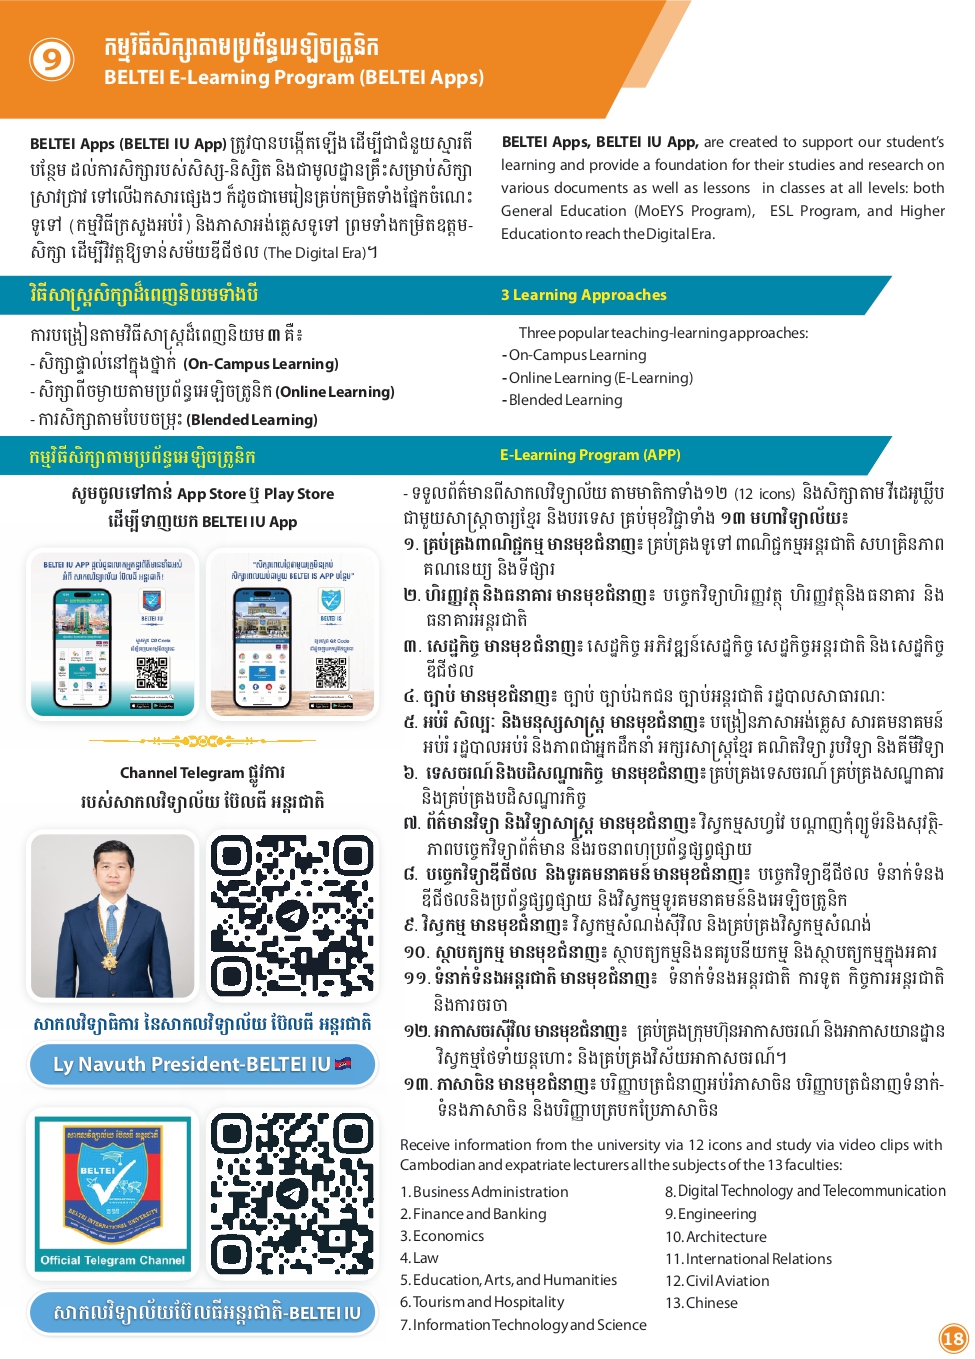 9
កម្មវិធីសិក្សាតាមប្រព័ន្ធអេឡិចត្រូនិក
BELTEI E-Learning Program (BELTEI Apps)
BELTEI Apps (BELTEI IU App) ត្រូវបានបង្កើតឡើង ដើម្បីជាជំនួយស្មារតី
បន្ថែម ដល់ការសិក្សារបស់សិស្ស-និស្សិត និងជាមូលដ្ឋានគ្រឹះសម្រាប់សិក្សា
ស្រាវជ្រាវ ទៅលើឯកសារផ្សេងៗ ក៏ដូចជាមេរៀនគ្រប់កម្រិតទាំងផ្នែកចំណេះ
ទូទៅ (កម្មវិធីក្រសួងអប់រំ) និងភាសាអង់គ្លេសទូទៅ ព្រមទាំងកម្រិតឧត្តម-
សិក្សា ដើម្បីវិវត្តឱ្យទាន់សម័យឌីជីថល (The Digital Era)។
BELTEI Apps, BELTEI IU App, are created to support our student's
learning and provide a foundation for their studies and research on
various documents as well as lessons in classes at all levels: both
General Education (MoEYS Program), ESL Program, and Higher
Education to reach the Digital Era.
វិធីសាស្ត្រសិក្សាដ៏ពេញនិយមទាំងបី
3 Learning Approaches
ការបង្រៀនតាមវិធីសាស្ត្រដ៏ពេញនិយម ៣ គឺ៖
- សិក្សាផ្ទាល់នៅក្នុងថ្នាក់ (On-Campus Learning)
- សិក្សាពីចម្ងាយតាមប្រព័ន្ធអេឡិចត្រូនិក (Online Learning)
- ការសិក្សាតាមបែបចម្រុះ (Blended Learning)
Three popular teaching-learning approaches:
- On-Campus Learning
- Online Learning (E-Learning)
- Blended Learning
កម្មវិធីសិក្សាតាមប្រព័ន្ធអេឡិចត្រូនិក
E-Learning Program (APP)
សូមចូលទៅកាន់ App Store ឬ Play Store
ដើម្បីទាញយក BELTEI IU App
BELTEI IU
BELTEI IS
Channel Telegram ផ្លូវការ
របស់សាកលវិទ្យាល័យ ប៊ែលធី អន្តរជាតិ
សាកលវិទ្យាធិការ នៃសាកលវិទ្យាល័យ ប៊ែលធី អន្តរជាតិ
Ly Navuth President-BELTEI IU
សាកលវិទ្យាល័យ ប៊ែលធី អន្តរជាតិ
BELTEI
BELTEI INTERNATIONAL UNIVERSITY
Official Telegram Channel
សាកលវិទ្យាល័យប៊ែលធីអន្តរជាតិ-BELTEI IU
- ទទួលព័ត៌មានពីសាកលវិទ្យាល័យ តាមមាតិកាទាំង១២ (12 icons) និងសិក្សាតាមវីដេអូឃ្លីប
ជាមួយសាស្ត្រាចារ្យខ្មែរ និងបរទេស គ្រប់មុខវិជ្ជាទាំង ១៣ មហាវិទ្យាល័យ៖
១. គ្រប់គ្រងពាណិជ្ជកម្ម មានមុខជំនាញ៖ គ្រប់គ្រងទូទៅ ពាណិជ្ជកម្មអន្តរជាតិ សហគ្រិនភាព
គណនេយ្យ និងទីផ្សារ
២. ហិរញ្ញវត្ថុ និងធនាគារ មានមុខជំនាញ៖ បច្ចេកវិទ្យាហិរញ្ញវត្ថុ ហិរញ្ញវត្ថុនិងធនាគារ និង
ធនាគារអន្តរជាតិ
៣. សេដ្ឋកិច្ច មានមុខជំនាញ៖ សេដ្ឋកិច្ច អភិវឌ្ឍន៍សេដ្ឋកិច្ច សេដ្ឋកិច្ចអន្តរជាតិ និងសេដ្ឋកិច្ច
ឌីជីថល
៤. ច្បាប់ មានមុខជំនាញ៖ ច្បាប់ ច្បាប់ឯកជន ច្បាប់អន្តរជាតិ រដ្ឋបាលសាធារណៈ
៥. អប់រំ សិល្បៈ និងមនុស្សសាស្ត្រ មានមុខជំនាញ៖ បង្រៀនភាសាអង់គ្លេស សារគមនាគមន៍
អប់រំ រដ្ឋបាលអប់រំ និងភាពជាអ្នកដឹកនាំ អក្សរសាស្ត្រខ្មែរ គណិតវិទ្យា រូបវិទ្យា និងគីមីវិទ្យា
៦. ទេសចរណ៍ និងបដិសណ្ឋារកិច្ច មានមុខជំនាញ៖ គ្រប់គ្រងទេសចរណ៍ គ្រប់គ្រងសណ្ឋាគារ
និងគ្រប់គ្រងបដិសណ្ឋារកិច្ច
៧. ព័ត៌មានវិទ្យា និងវិទ្យាសាស្ត្រ មានមុខជំនាញ៖ វិស្វកម្មសហ្វវែ បណ្តាញកុំព្យូទ័រនិងសុវត្ថិ-
ភាពបច្ចេកវិទ្យាព័ត៌មាន និងរចនាពហុប្រព័ន្ធផ្សព្វផ្សាយ
៨. បច្ចេកវិទ្យាឌីជីថល និងទូរគមនាគមន៍ មានមុខជំនាញ៖ បច្ចេកវិទ្យាឌីជីថល ទំនាក់ទំនង
ឌីជីថលនិងប្រព័ន្ធផ្សព្វផ្សាយ និងវិស្វកម្មទូរគមនាគមន៍និងអេឡិចត្រូនិក
៩. វិស្វកម្ម មានមុខជំនាញ៖ វិស្វកម្មសំណង់ស៊ីវិល និងគ្រប់គ្រងវិស្វកម្មសំណង់
១០. ស្ថាបត្យកម្ម មានមុខជំនាញ៖ ស្ថាបត្យកម្មនិងនគរូបនីយកម្ម និងស្ថាបត្យកម្មក្នុងអគារ
១១. ទំនាក់ទំនងអន្តរជាតិ មានមុខជំនាញ៖ ទំនាក់ទំនងអន្តរជាតិ ការទូត កិច្ចការអន្តរជាតិ
និងការចរចា
១២. អាកាសចរស៊ីវិល មានមុខជំនាញ៖ គ្រប់គ្រងក្រុមហ៊ុនអាកាសចរណ៍ និងអាកាសយានដ្ឋាន
វិស្វកម្មថែទាំយន្តហោះ និងគ្រប់គ្រងវិស័យអាកាសចរណ៍។
១៣. ភាសាចិន មានមុខជំនាញ៖ បរិញ្ញាបត្រជំនាញអប់រំភាសាចិន បរិញ្ញាបត្រជំនាញទំនាក់-
ទំនងភាសាចិន និងបរិញ្ញាបត្របកប្រែភាសាចិន
Receive information from the university via 12 icons and study via video clips with
Cambodian and expatriate lecturers all the subjects of the 13 faculties:
1. Business Administration
2. Finance and Banking
3. Economics
4. Law
5. Education, Arts, and Humanities
6. Tourism and Hospitality
7. Information Technology and Science
8. Digital Technology and Telecommunication
9. Engineering
10. Architecture
11. International Relations
12. Civil Aviation
13. Chinese
18